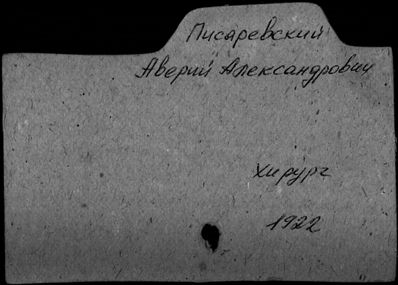 Писаревский
Аверий Александрович
Хирург
1922